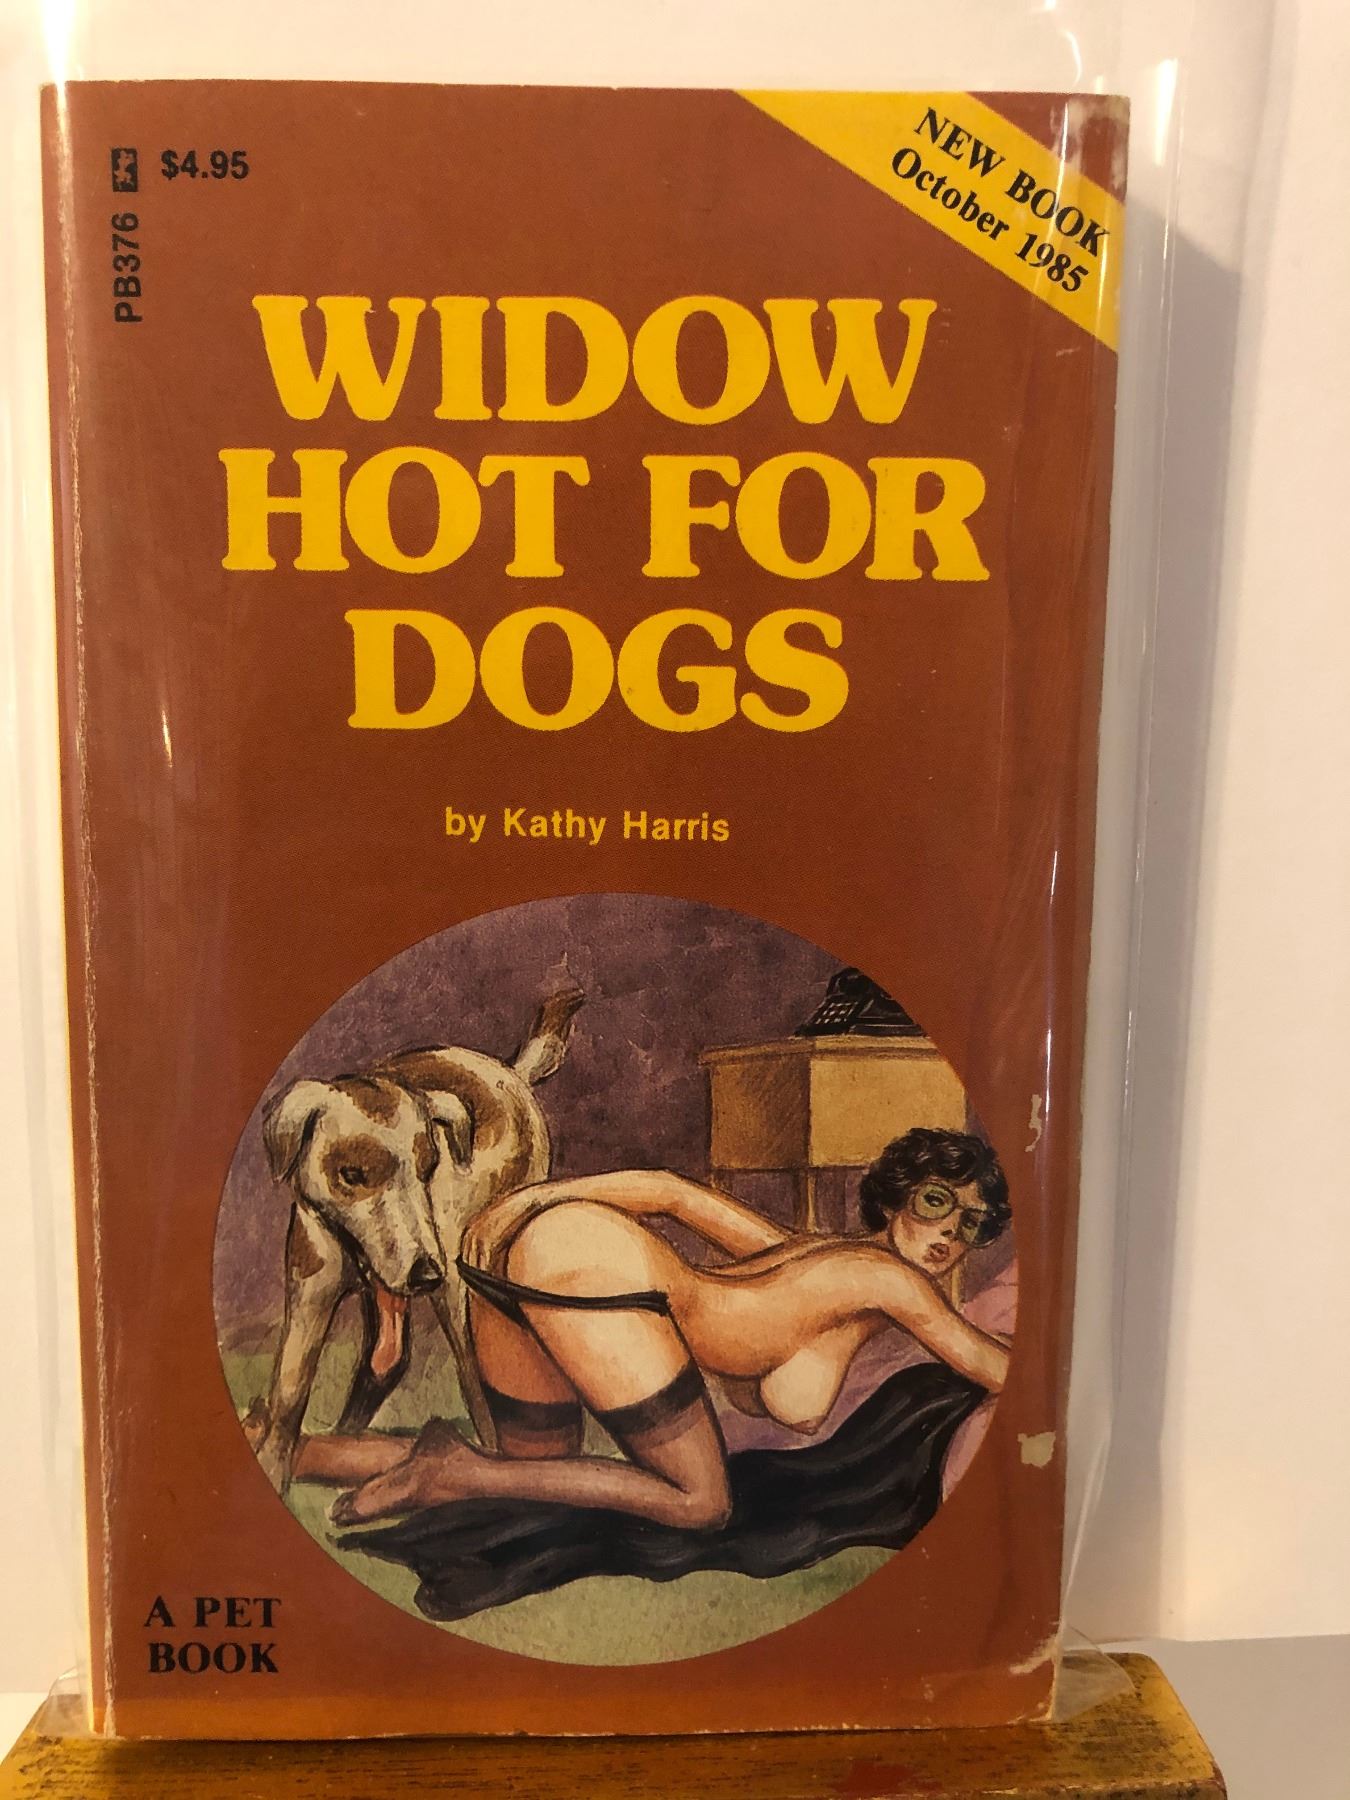 PB376
$4.95
NEW BOOK
October 1985
WIDOW
HOT FOR
DOGS
by Kathy Harris
A PET
BOOK